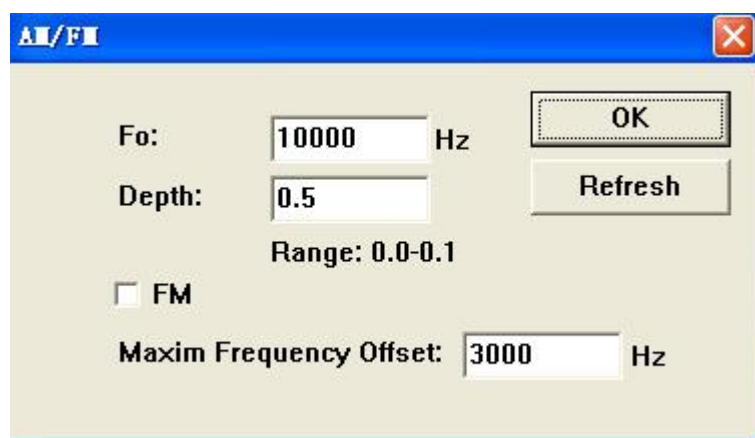 AM/FM
Fo: 10000 Hz
OK
Depth: 0.5
Refresh
Range: 0.0-0.1
FM
Maxim Frequency Offset: 3000 Hz